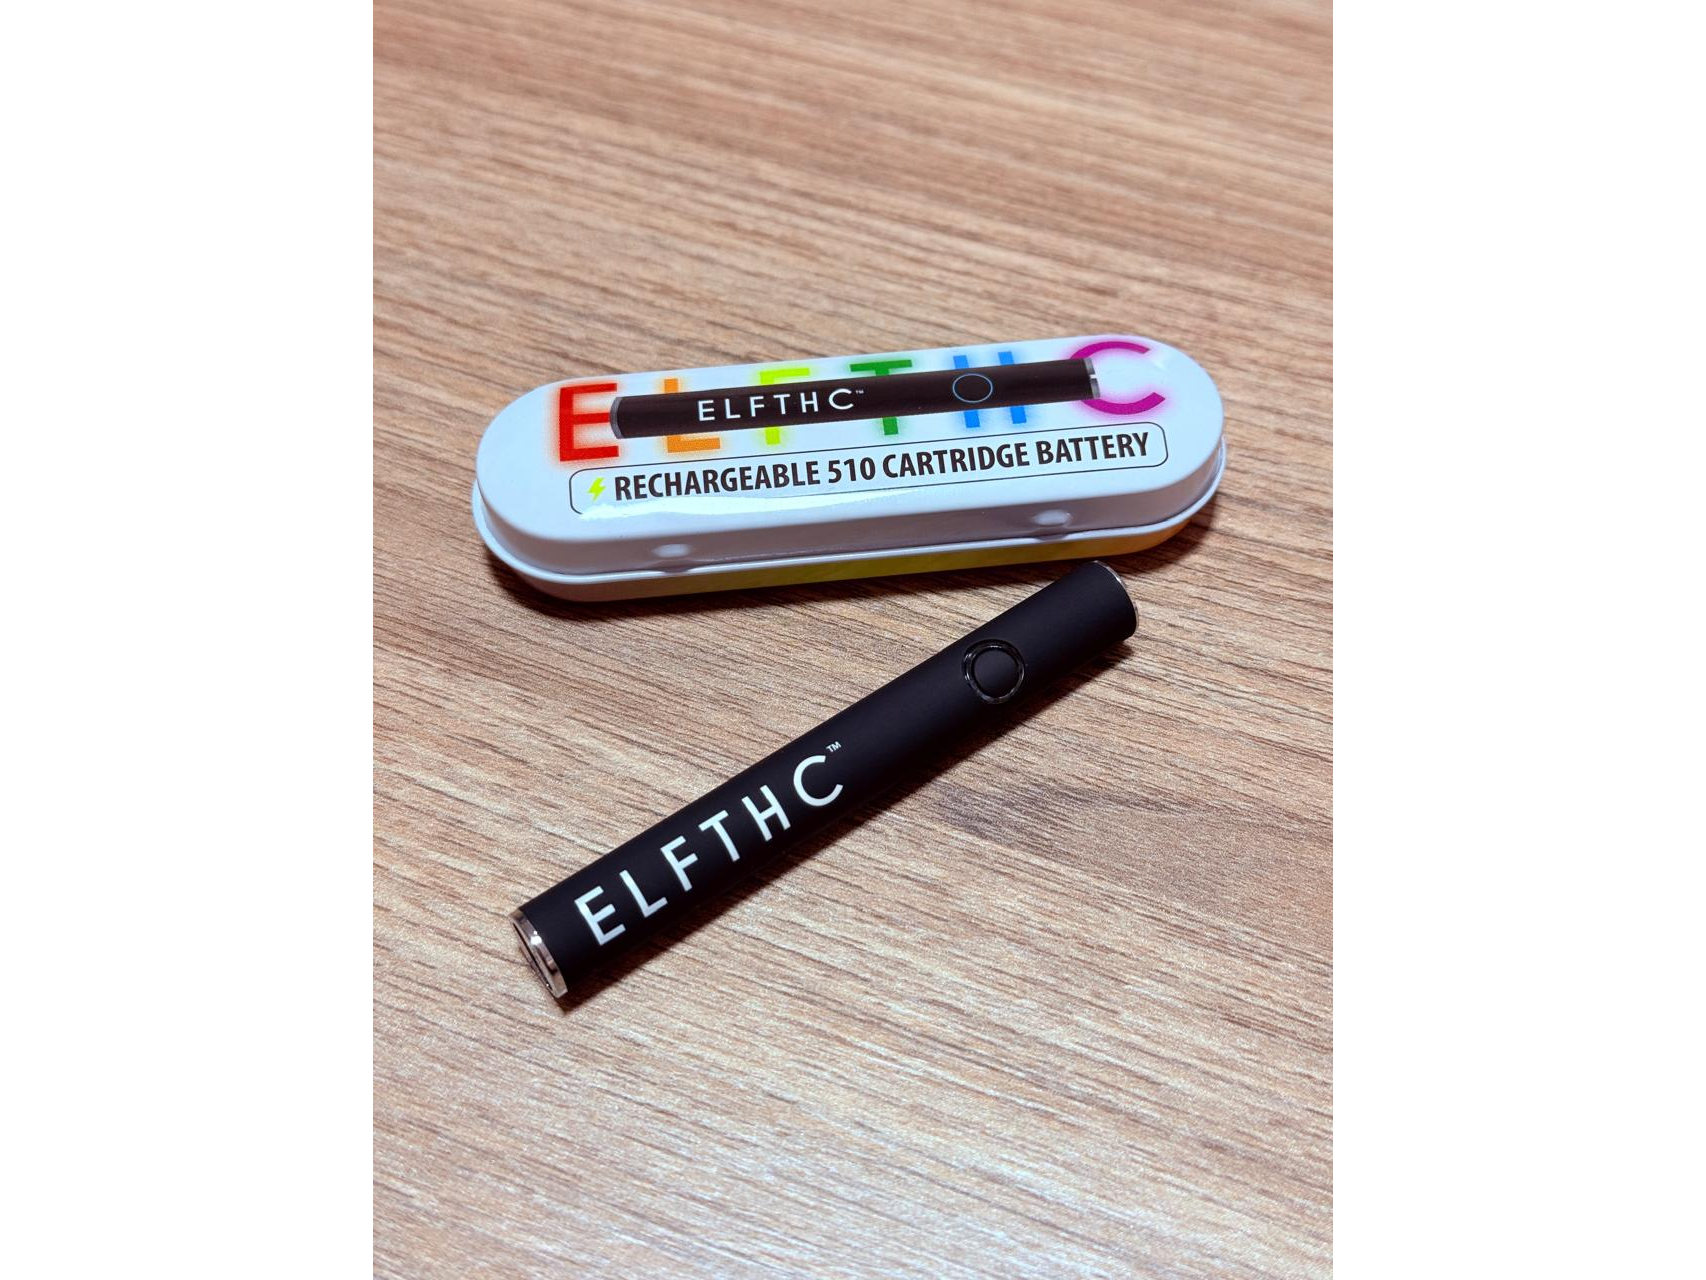 ELFTHC
ELFTHC™
RECHARGEABLE 510 CARTRIDGE BATTERY
ELFTHC™